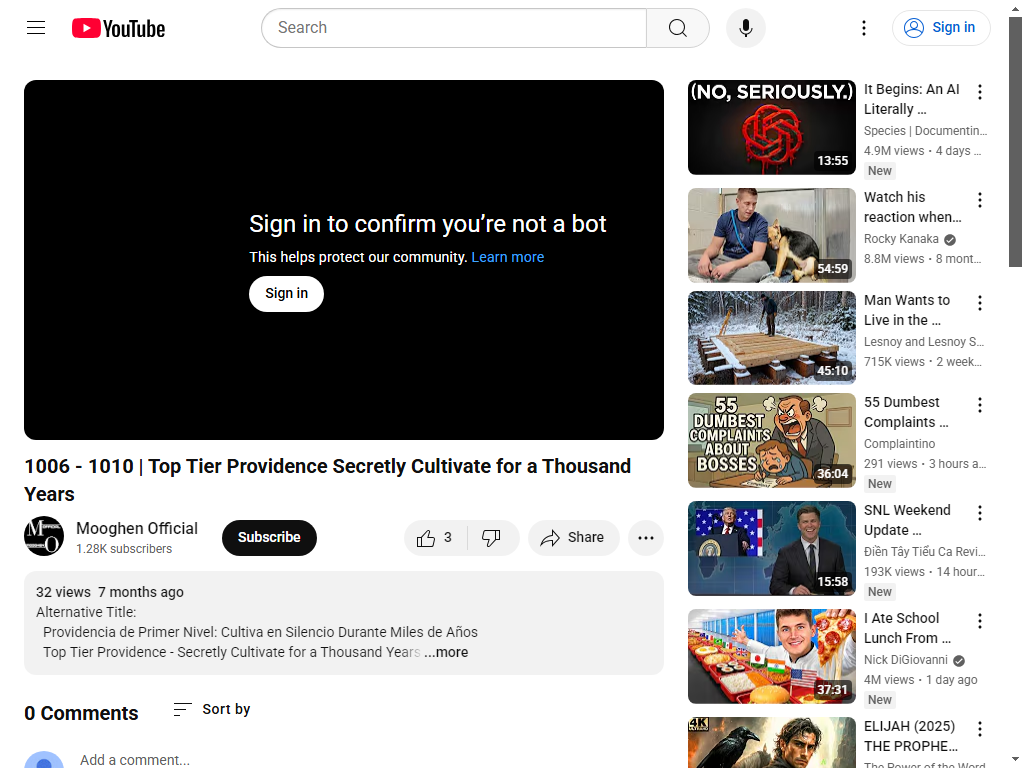 YouTube
Search
Sign in
Sign in to confirm you're not a bot
This helps protect our community. Learn more
Sign in
1006 - 1010 | Top Tier Providence Secretly Cultivate for a Thousand
Years
Mooghen Official
1.28K subscribers
Subscribe
3
Share
32 views 7 months ago
Alternative Title:
Providencia de Primer Nivel: Cultiva en Silencio Durante Miles de Años
Top Tier Providence - Secretly Cultivate for a Thousand Years ...more
0 Comments
Sort by
Add a comment...
(NO, SERIOUSLY.)
13:55
It Begins: An AI
Literally ...
Species | Documentin...
4.9M views • 4 days ...
New
54:59
Watch his
reaction when...
Rocky Kanaka
8.8M views • 8 mont...
45:10
Man Wants to
Live in the ...
Lesnoy and Lesnoy S...
715K views • 2 week...
55
DUMBEST
COMPLAINTS
ABOUT
BOSSES
36:04
55 Dumbest
Complaints ...
Complaintino
291 views • 3 hours a...
New
15:58
SNL Weekend
Update ...
Điền Tây Tiểu Ca Revi...
193K views • 14 hour...
New
37:31
I Ate School
Lunch From ...
Nick DiGiovanni
4M views • 1 day ago
New
4K
ELIJAH (2025)
THE PROPHE...
The Power of the Word